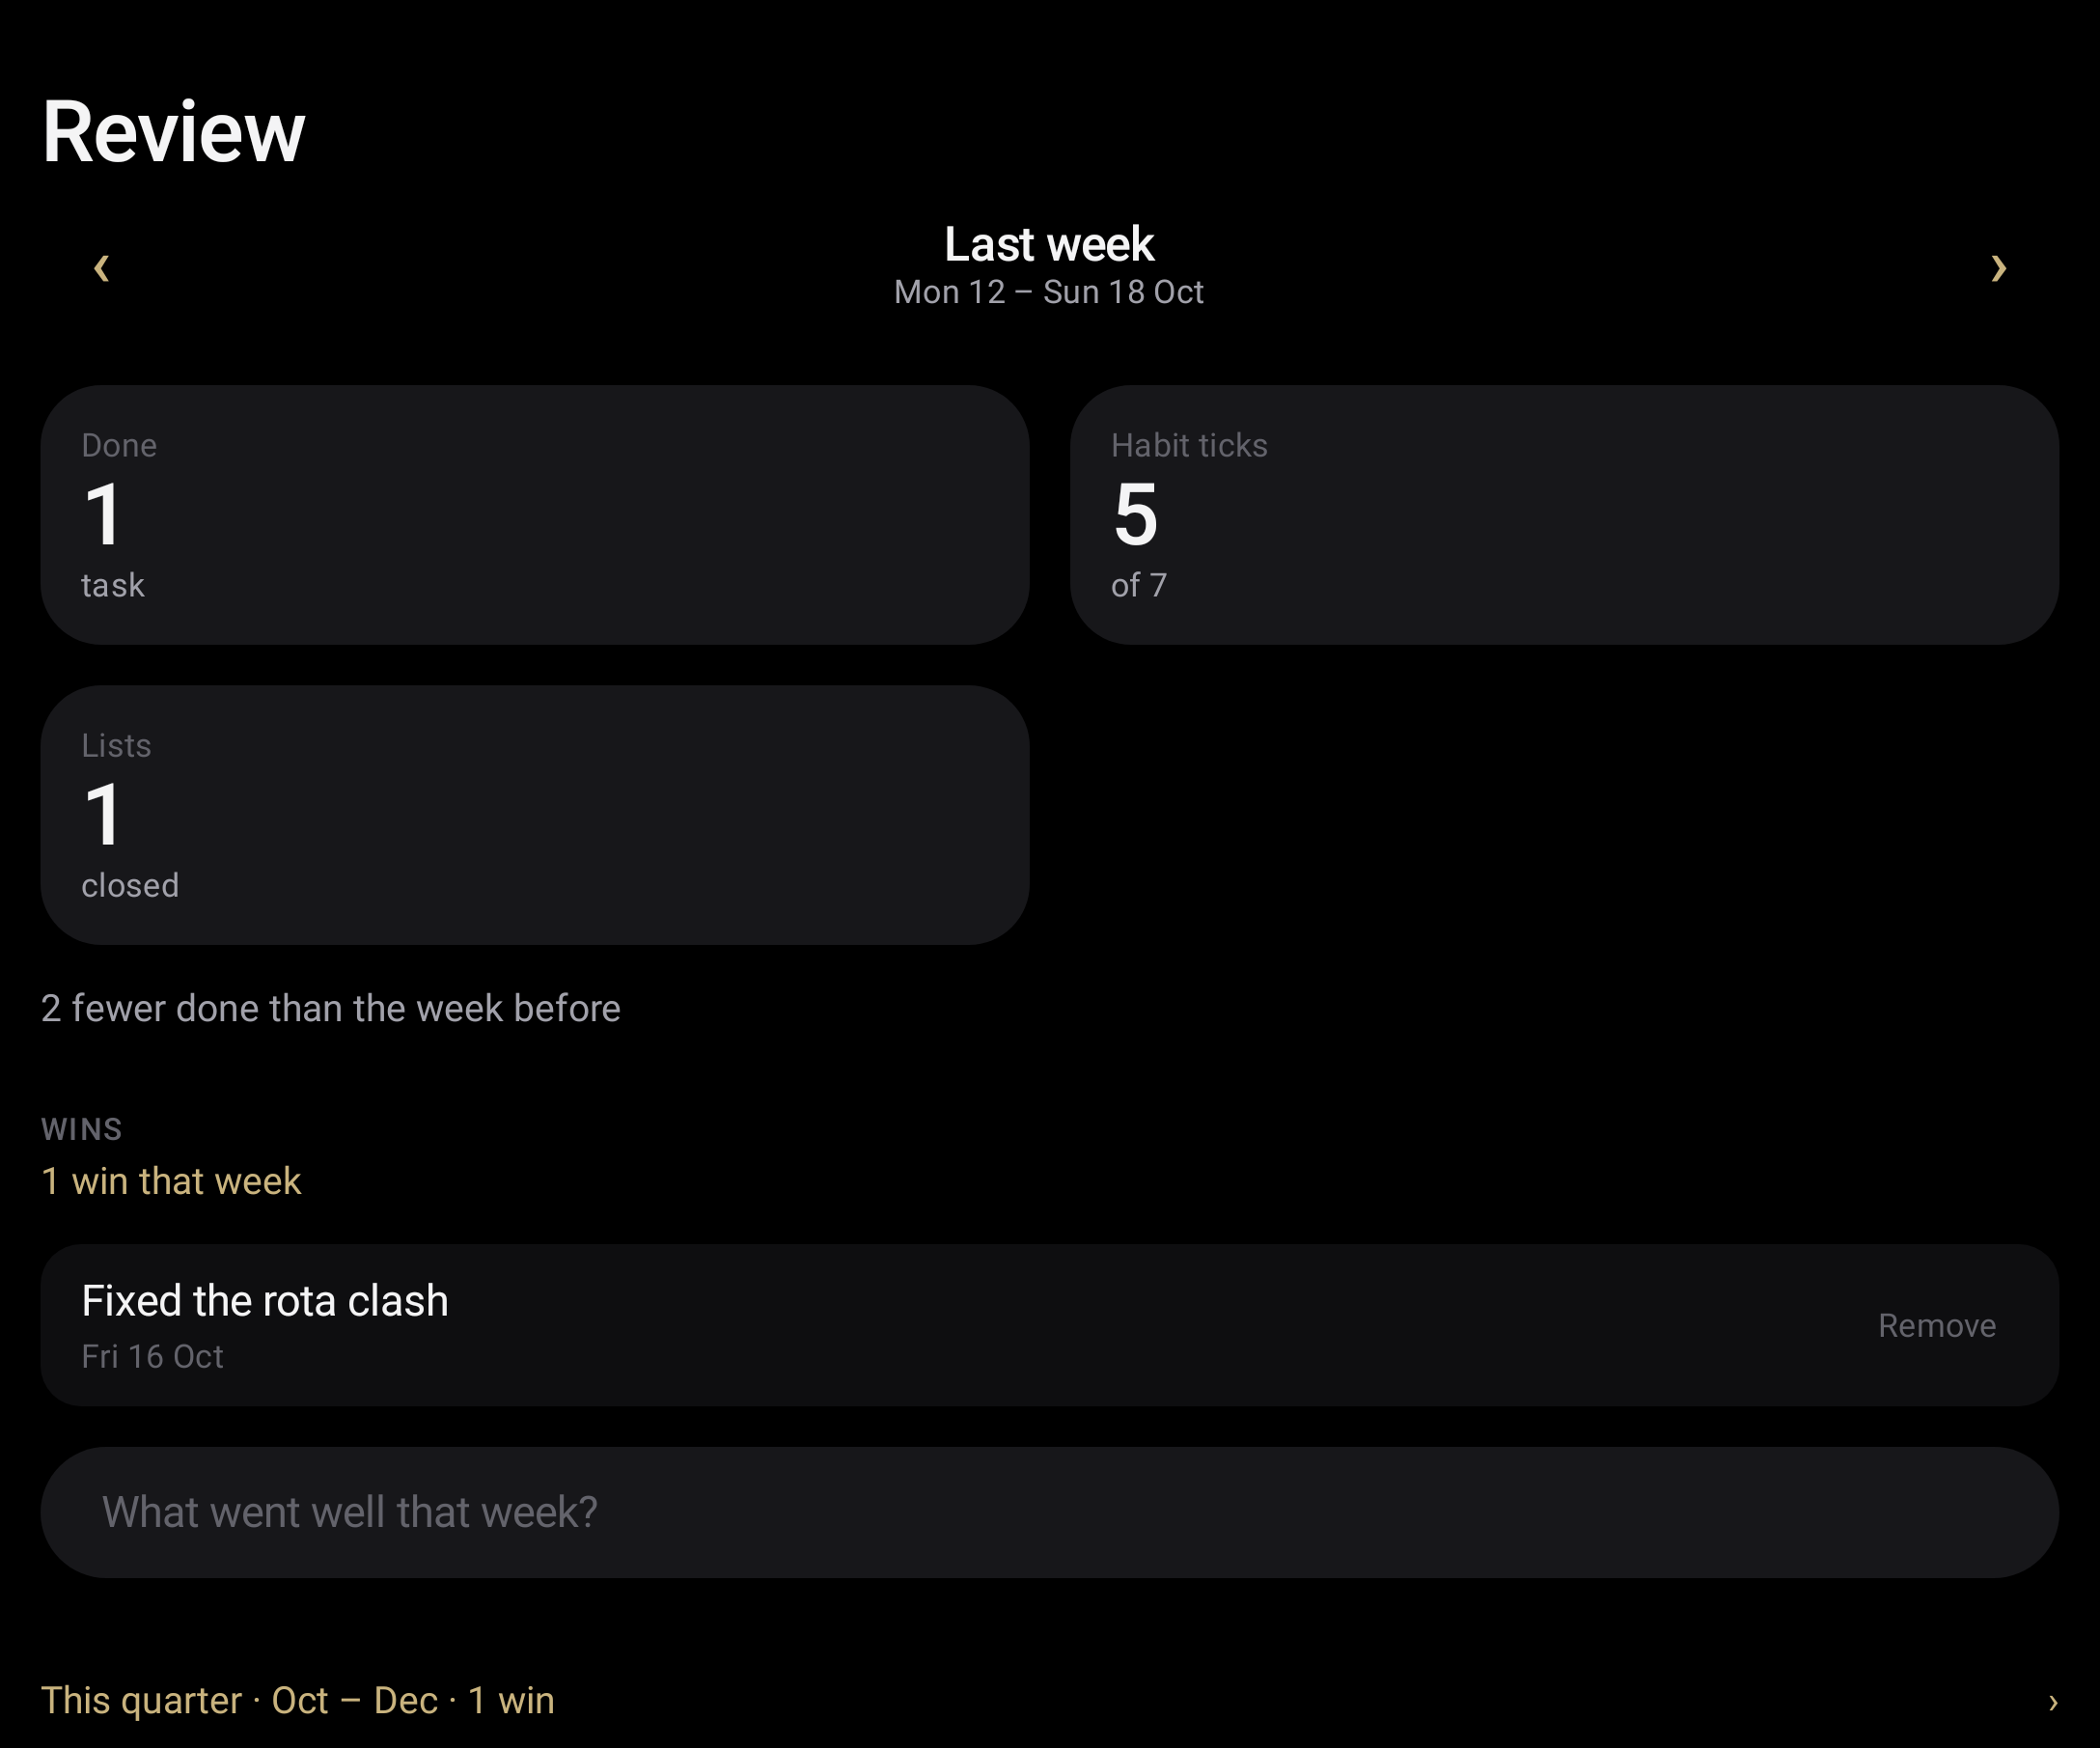 Review
‹
Last week
Mon 12 – Sun 18 Oct
›
Done
1
task
Habit ticks
5
of 7
Lists
1
closed
2 fewer done than the week before
WINS
1 win that week
Fixed the rota clash
Fri 16 Oct
Remove
What went well that week?
This quarter · Oct – Dec · 1 win ›